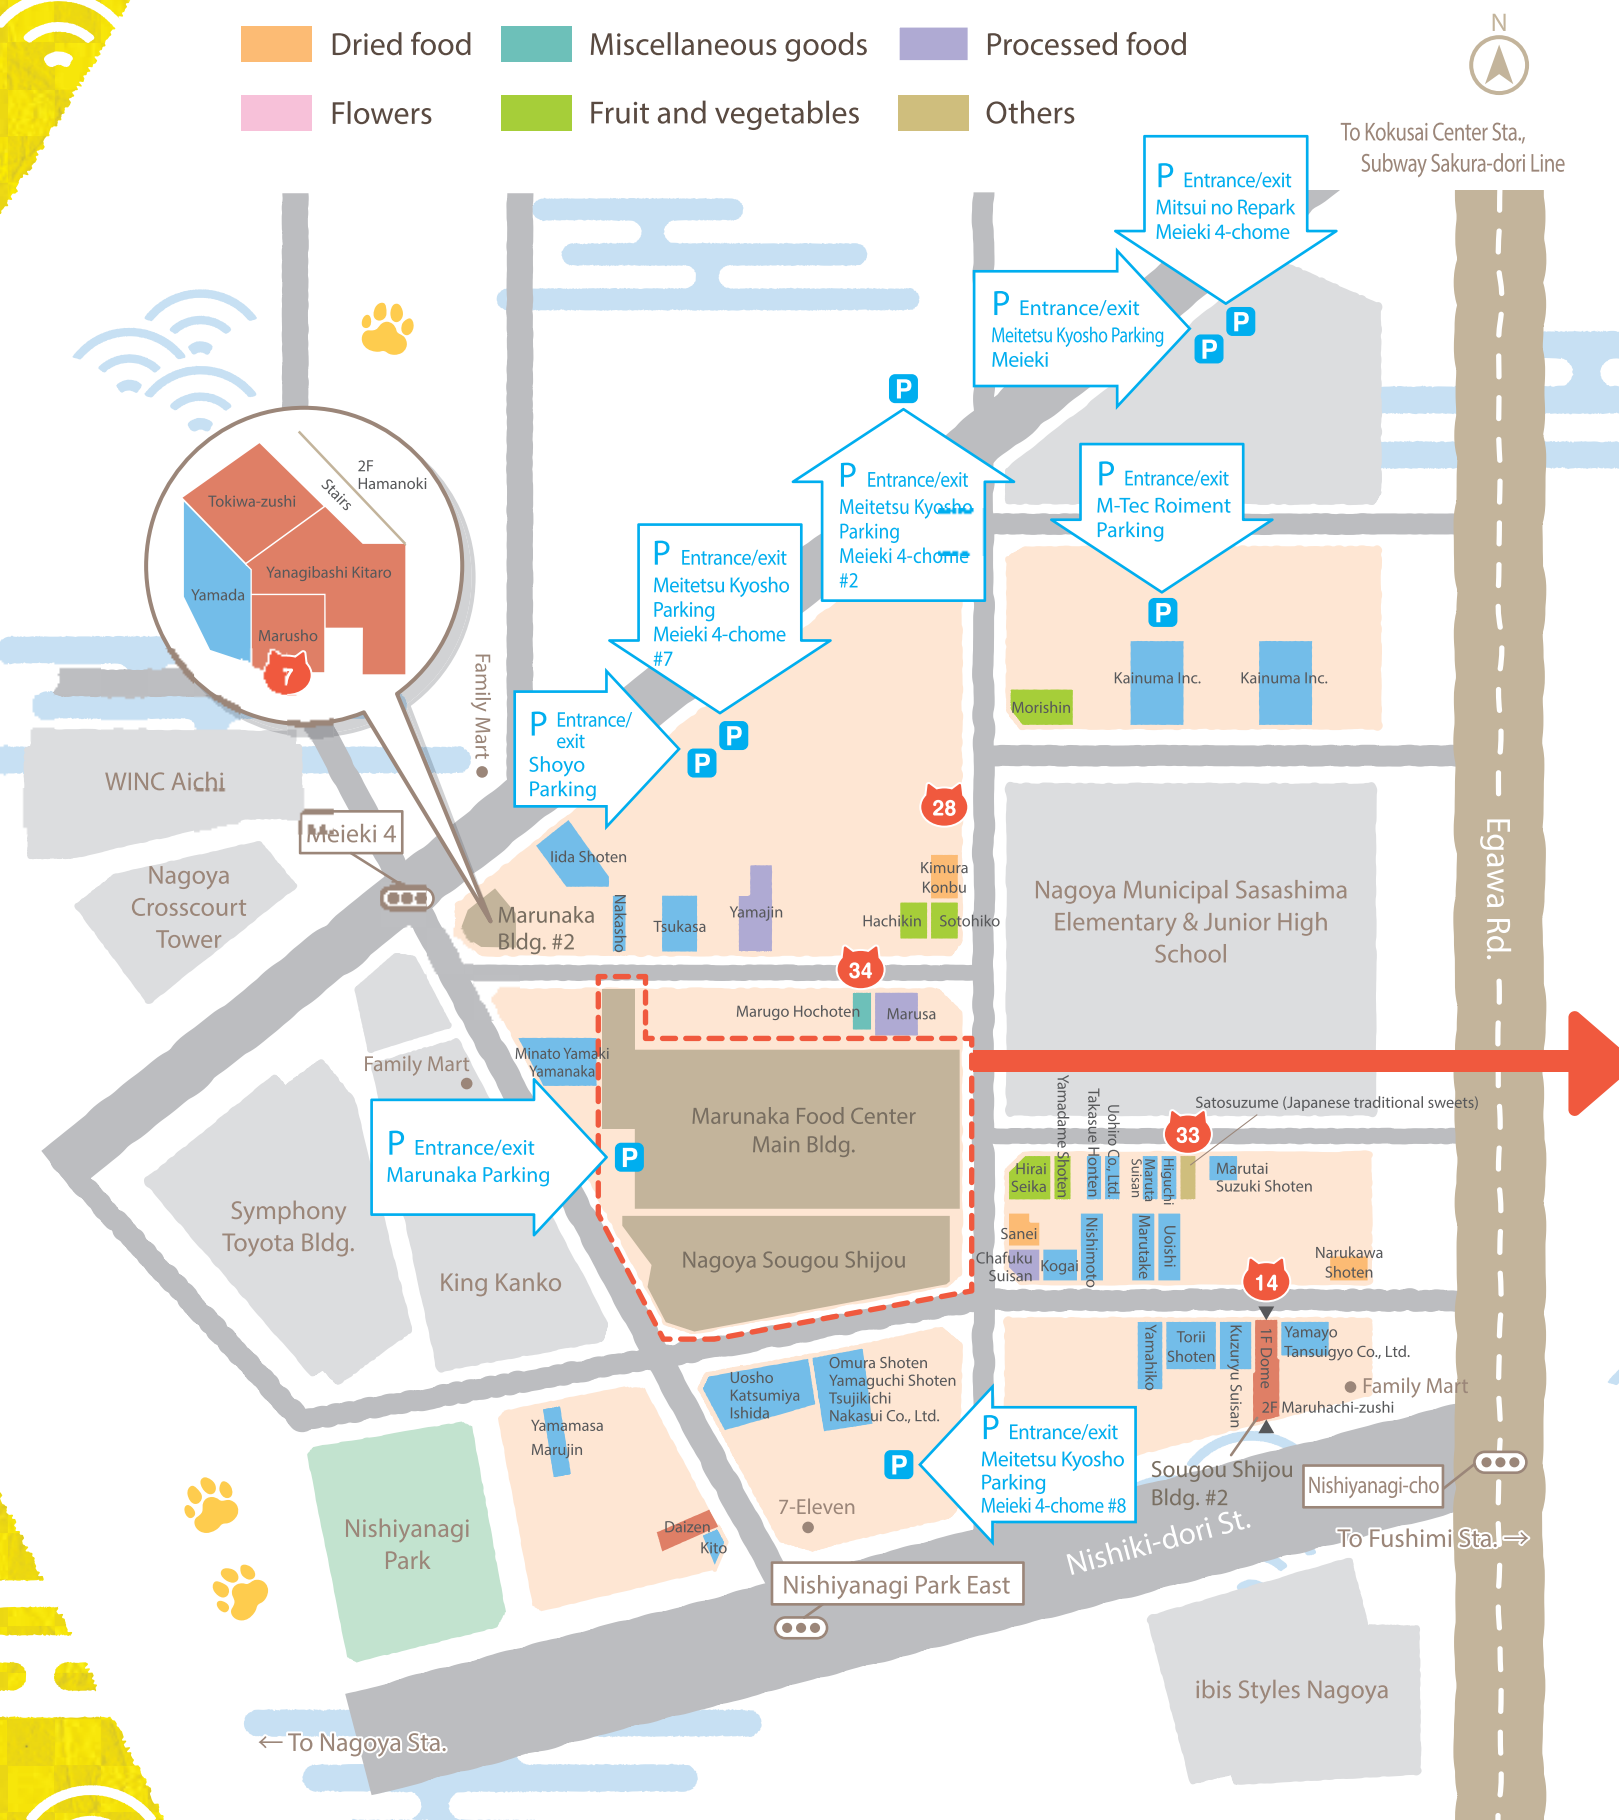 Dried food
Miscellaneous goods
Processed food
Flowers
Fruit and vegetables
Others
N
To Kokusai Center Sta.,
Subway Sakura-dori Line
P Entrance/exit
Mitsui no Repark
Meieki 4-chome
P Entrance/exit
Meitetsu Kyosho Parking
Meieki
P
P
P
P Entrance/exit
Meitetsu Kyosho
Parking
Meieki 4-chome
#2
P Entrance/exit
M-Tec Roiment
Parking
P
2F
Hamanoki
Stairs
Tokiwa-zushi
Yanagibashi Kitaro
Yamada
Marusho
7
P Entrance/exit
Meitetsu Kyosho
Parking
Meieki 4-chome
#7
P
P
P Entrance/
exit
Shoyo
Parking
Family Mart
Kainuma Inc.
Kainuma Inc.
Morishin
WINC Aichi
Meieki 4
Nagoya
Crosscourt
Tower
28
Iida Shoten
Kimura
Konbu
Marunaka
Bldg. #2
Nakasho
Tsukasa
Yamajin
Hachikin
Sotohiko
Nagoya Municipal Sasashima
Elementary & Junior High
School
Egawa Rd.
34
Marugo Hochoten
Marusa
Minato Yamaki
Yamanaka
Family Mart
Marunaka Food Center
Main Bldg.
P Entrance/exit
Marunaka Parking
P
Nagoya Sougou Shijou
Symphony
Toyota Bldg.
King Kanko
Satosuzume (Japanese traditional sweets)
33
Hirai
Seika
Yamadame Shoten
Takasue Honten
Uohiro Co., Ltd.
Maruta
Suisan
Higuchi
Marutai
Suzuki Shoten
Sanei
Chafuku
Suisan
Kogai
Nishimoto
Marutake
Uoishi
Narukawa
Shoten
14
Yamahiko
Torii
Shoten
Kuzuryu Suisan
1F Dome
Yamayo
Tansuigyo Co., Ltd.
Family Mart
2F Maruhachi-zushi
Sougou Shijou
Bldg. #2
Uosho
Katsumiya
Ishida
Omura Shoten
Yamaguchi Shoten
Tsujikichi
Nakasui Co., Ltd.
P
P Entrance/exit
Meitetsu Kyosho
Parking
Meieki 4-chome #8
7-Eleven
Yamamasa
Marujin
Daizen
Kito
Nishiyanagi
Park
Nishiyanagi-cho
Nishiki-dori St.
To Fushimi Sta. →
Nishiyanagi Park East
ibis Styles Nagoya
← To Nagoya Sta.